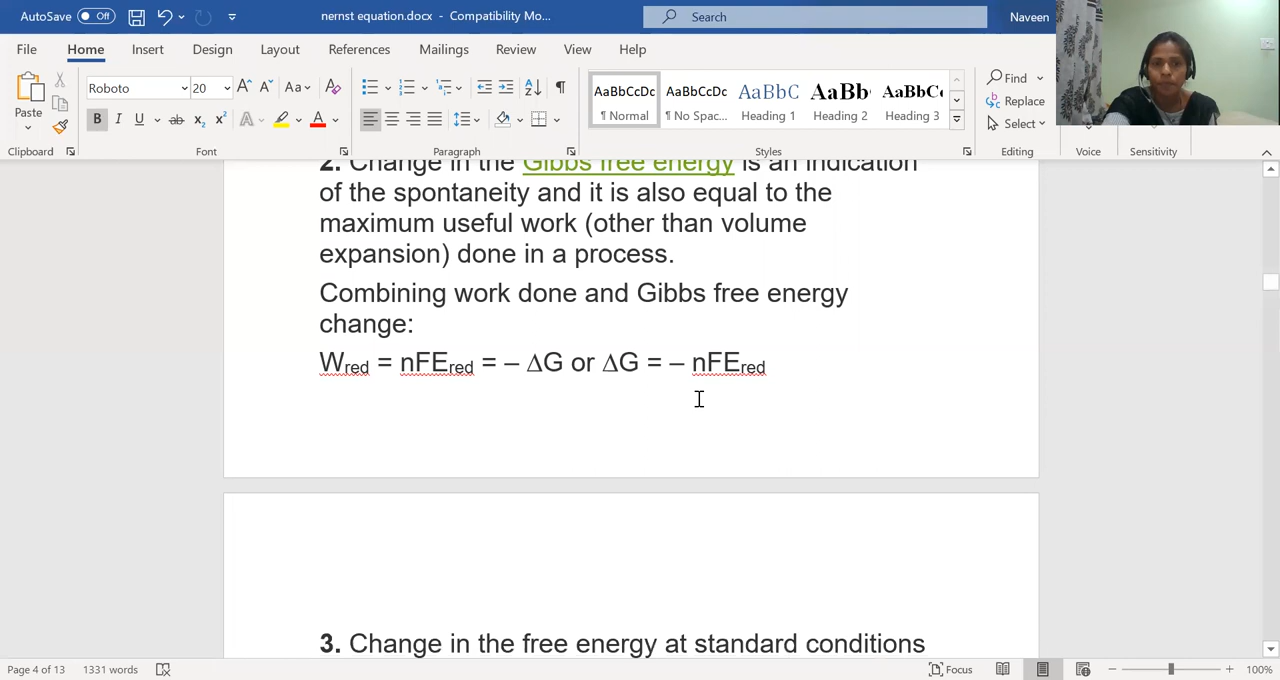 AutoSave Off
nernst equation.docx - Compatibility Mo...
Search
Naveen
File Home Insert Design Layout References Mailings Review View Help
Paste
Clipboard
Roboto 20
Aa
B I U ab x₂ x² A A
Font
Paragraph
AaBbCcDc AaBbCcDc AaBbC AaBb AaBbCc
¶ Normal ¶ No Spac... Heading 1 Heading 2 Heading 3
Styles
Find
Replace
Select
Editing
Voice
Sensitivity
2. Change in the Gibbs free energy is an indication
of the spontaneity and it is also equal to the
maximum useful work (other than volume
expansion) done in a process.
Combining work done and Gibbs free energy
change:
Wred = nFEred = – ∆G or ∆G = – nFEred
3. Change in the free energy at standard conditions
Page 4 of 13 1331 words
Focus
100%